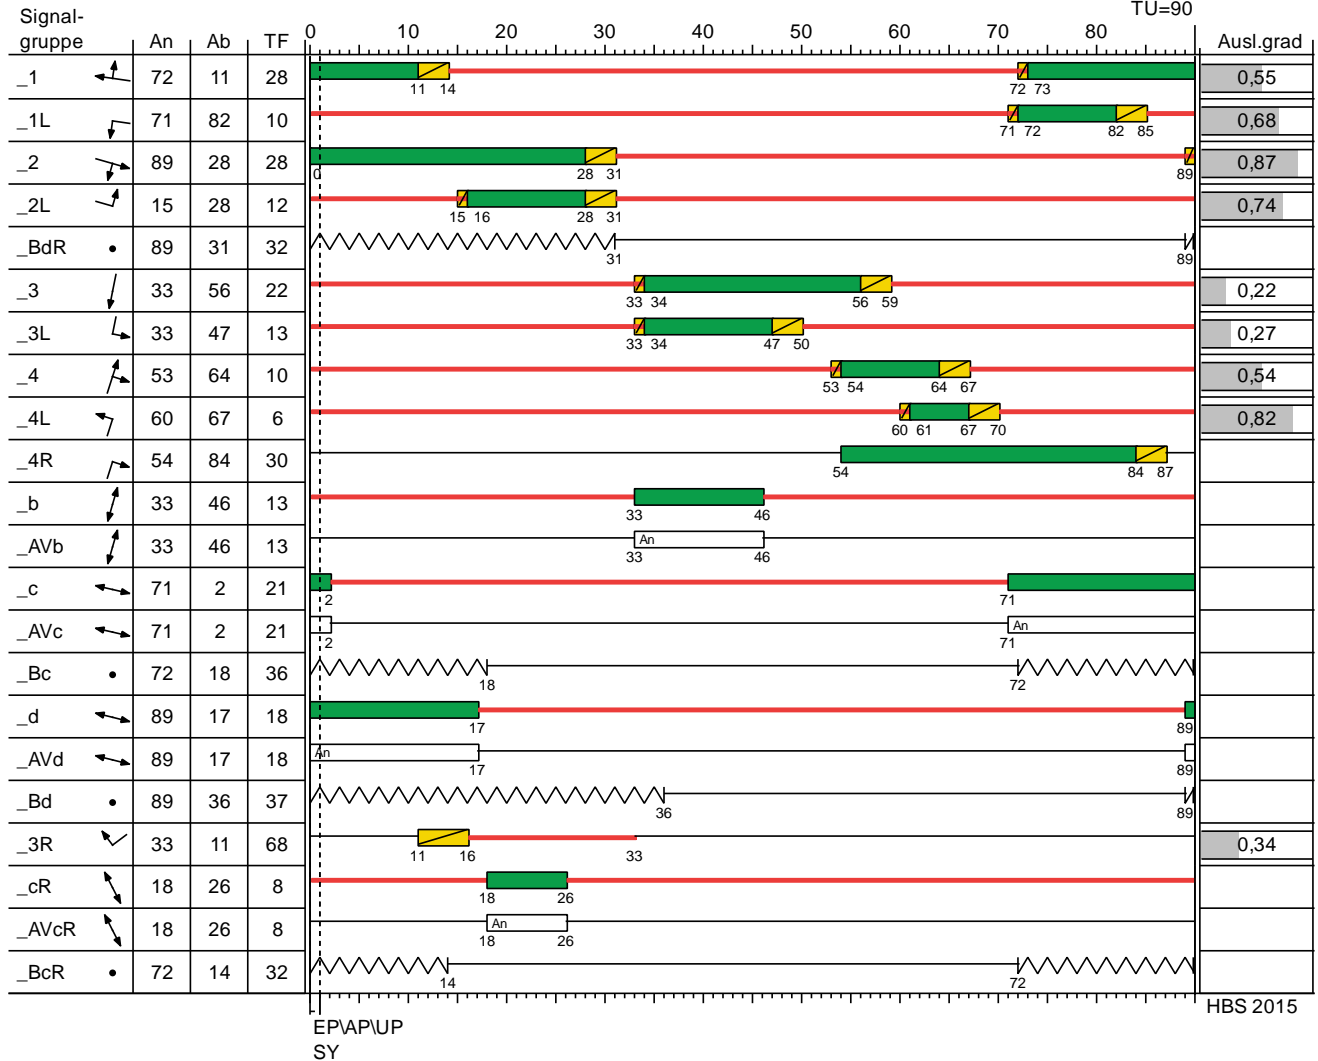 TU=90
Signal-
gruppe An Ab TF 0 10 20 30 40 50 60 70 80 Ausl.grad
_1 72 11 28 0,55
11 14 72 73
_1L 71 82 10 0,68
71 72 82 85
_2 89 28 28 0,87
0 28 31 89
_2L 15 28 12 0,74
15 16 28 31
_BdR 89 31 32
31 89
_3 33 56 22 0,22
33 34 56 59
_3L 33 47 13 0,27
33 34 47 50
_4 53 64 10 0,54
53 54 64 67
_4L 60 67 6 0,82
60 61 67 70
_4R 54 84 30
54 84 87
_b 33 46 13
33 46
_AVb 33 46 13 An
33 46
_c 71 2 21
2 71
_AVc 71 2 21 An
2 71
_Bc 72 18 36
18 72
_d 89 17 18
17 89
_AVd 89 17 18 An
17 89
_Bd 89 36 37
36 89
_3R 33 11 68 0,34
11 16 33
_cR 18 26 8
18 26
_AVcR 18 26 8 An
18 26
_BcR 72 14 32
14 72
HBS 2015
EP\AP\UP
SY